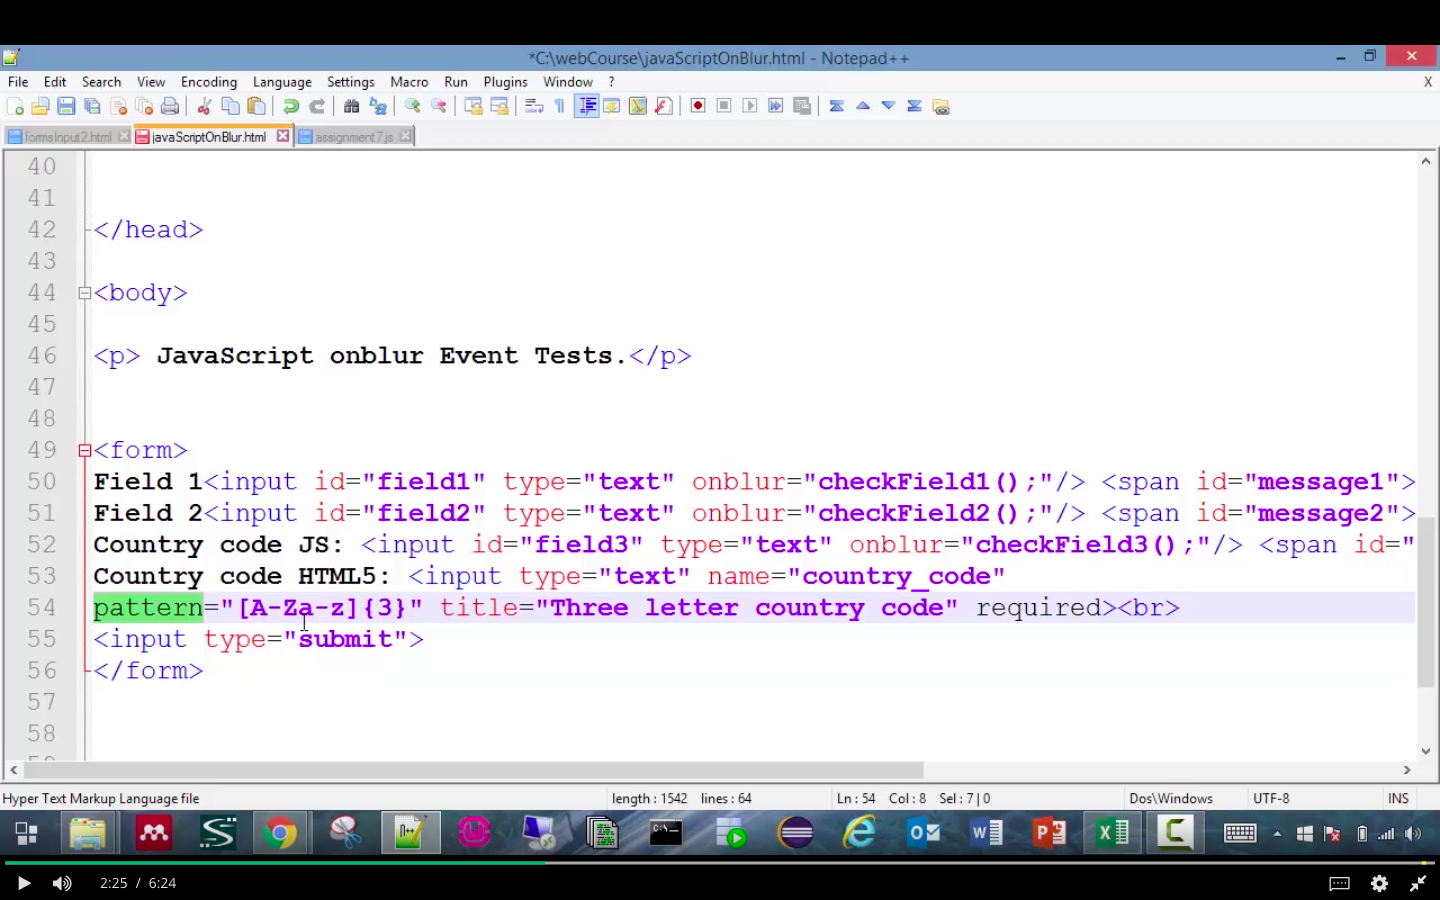 *C:\webCourse\javaScriptOnBlur.html - Notepad++
File Edit Search View Encoding Language Settings Macro Run Plugins Window ? X
formsInput2.html javaScriptOnBlur.html assignment7.js
40
41
42 </head>
43
44 <body>
45
46 <p> JavaScript onblur Event Tests.</p>
47
48
49 <form>
50 Field 1<input id="field1" type="text" onblur="checkField1();"/> <span id="message1">
51 Field 2<input id="field2" type="text" onblur="checkField2();"/> <span id="message2">
52 Country code JS: <input id="field3" type="text" onblur="checkField3();"/> <span id="
53 Country code HTML5: <input type="text" name="country_code"
54 pattern="[A-Za-z]{3}" title="Three letter country code" required><br>
55 <input type="submit">
56 </form>
57
58
Hyper Text Markup Language file length : 1542 lines : 64 Ln : 54 Col : 8 Sel : 7 | 0 Dos\Windows UTF-8 INS
2:25 / 6:24